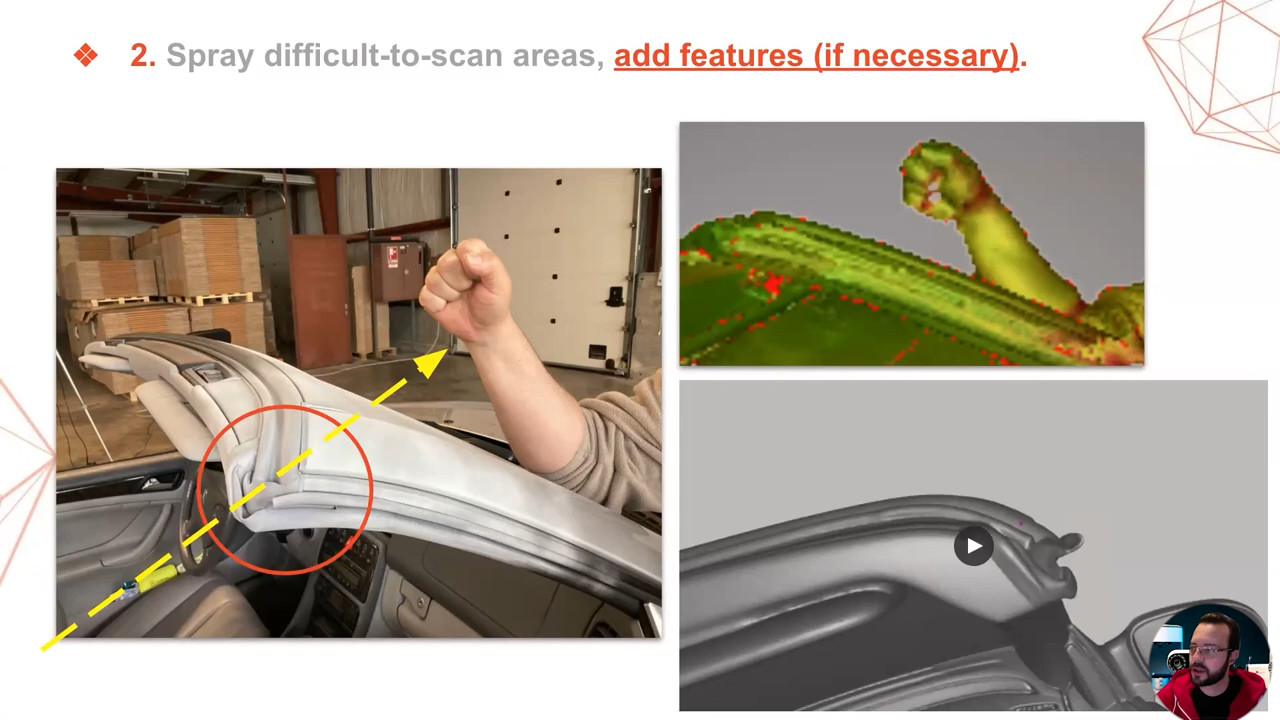 ❖ 2. Spray difficult-to-scan areas, add features (if necessary).